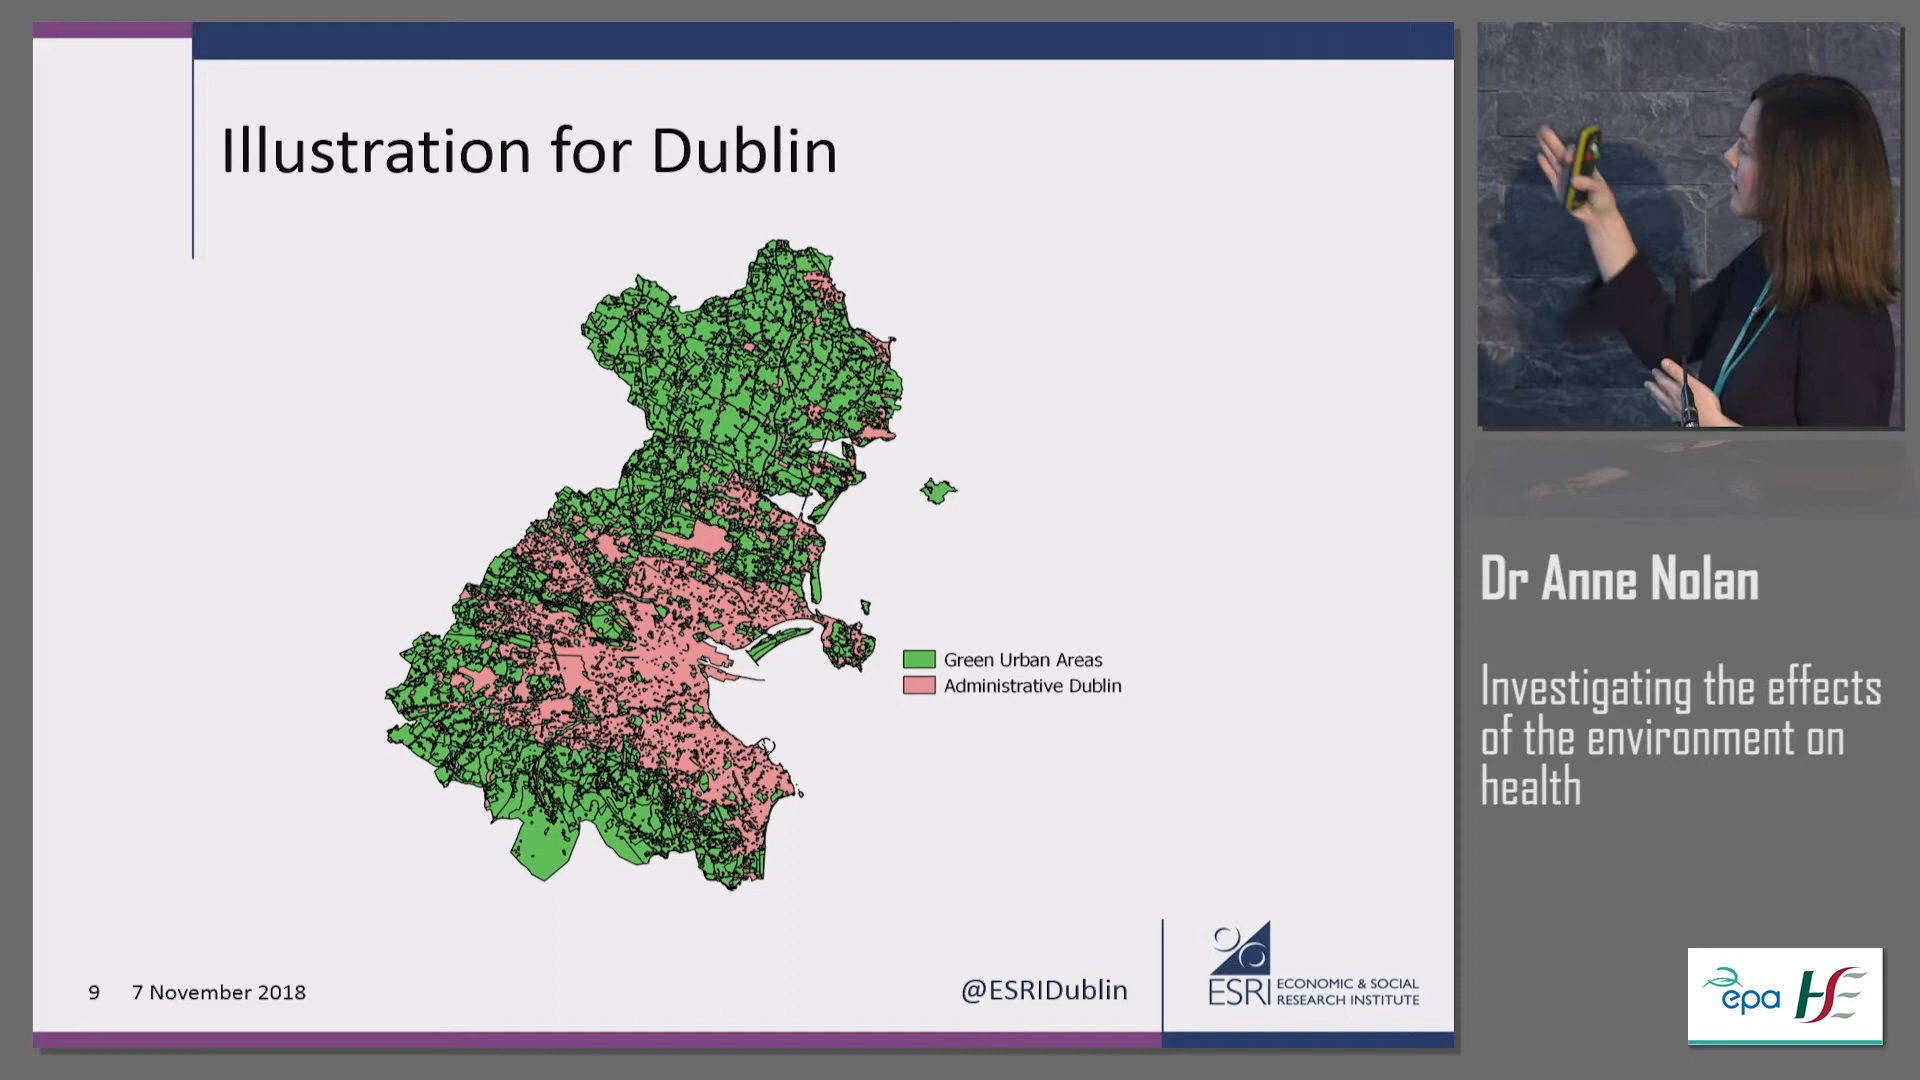 Illustration for Dublin
Green Urban Areas
Administrative Dublin
9 7 November 2018
@ESRIDublin
ESRI
ECONOMIC & SOCIAL
RESEARCH INSTITUTE
Dr Anne Nolan
Investigating the effects
of the environment on
health
epa
HSE